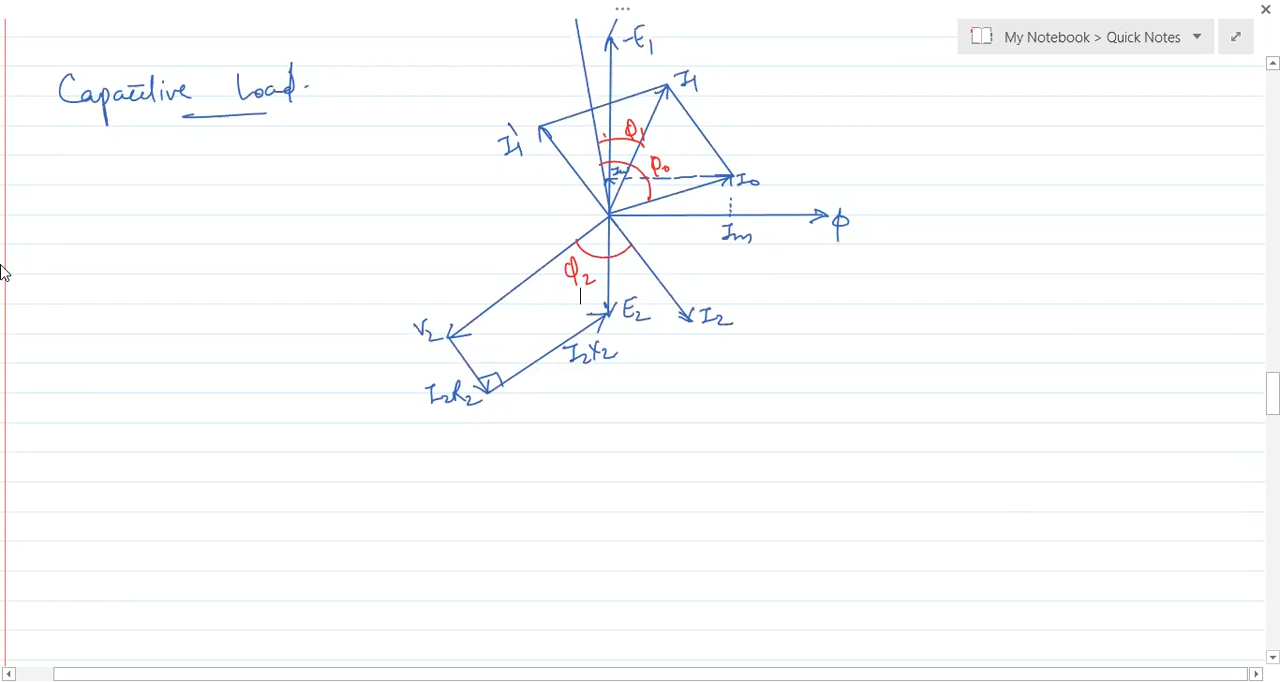 My Notebook > Quick Notes
Capacitive Load.
-E1
I1
I1'
φ1
φ0
Iw
I0
φ
Im
φ2
E2
I2
V2
I2X2
I2R2